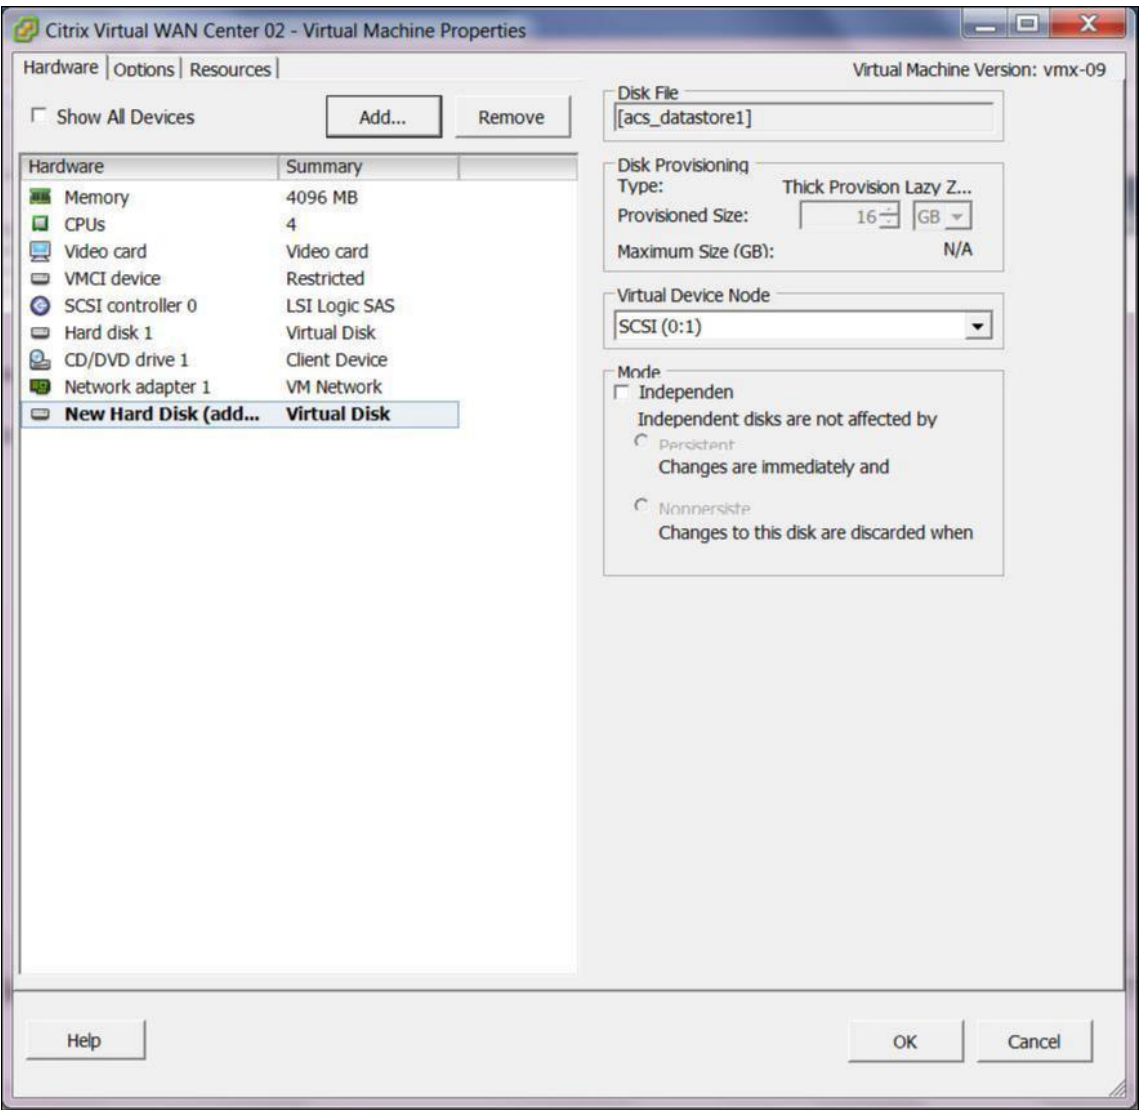 Citrix Virtual WAN Center 02 - Virtual Machine Properties
Hardware Options Resources
Virtual Machine Version: vmx-09
Show All Devices
Add...
Remove
Hardware Summary
Memory 4096 MB
CPUs 4
Video card Video card
VMCI device Restricted
SCSI controller 0 LSI Logic SAS
Hard disk 1 Virtual Disk
CD/DVD drive 1 Client Device
Network adapter 1 VM Network
New Hard Disk (add... Virtual Disk
Disk File
[acs_datastore1]
Disk Provisioning
Type: Thick Provision Lazy Z...
Provisioned Size: 16 GB
Maximum Size (GB): N/A
Virtual Device Node
SCSI (0:1)
Mode
Independen
Independent disks are not affected by
Persistent
Changes are immediately and
Nonpersiste
Changes to this disk are discarded when
Help
OK
Cancel